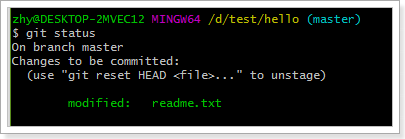 zhy@DESKTOP-2MVEC12 MINGW64 /d/test/hello (master)
$ git status
On branch master
Changes to be committed:
  (use "git reset HEAD <file>..." to unstage)

        modified:   readme.txt